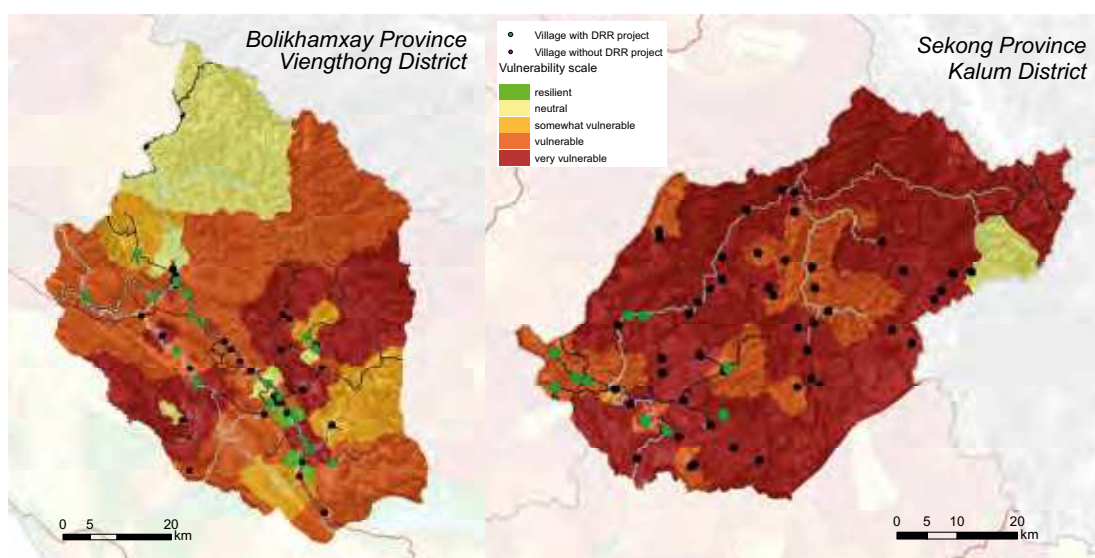 Bolikhamxay Province
Viengthong District
Village with DRR project
Village without DRR project
Vulnerability scale
resilient
neutral
somewhat vulnerable
vulnerable
very vulnerable
Sekong Province
Kalum District
0 5 20
km
0 5 10 20
km